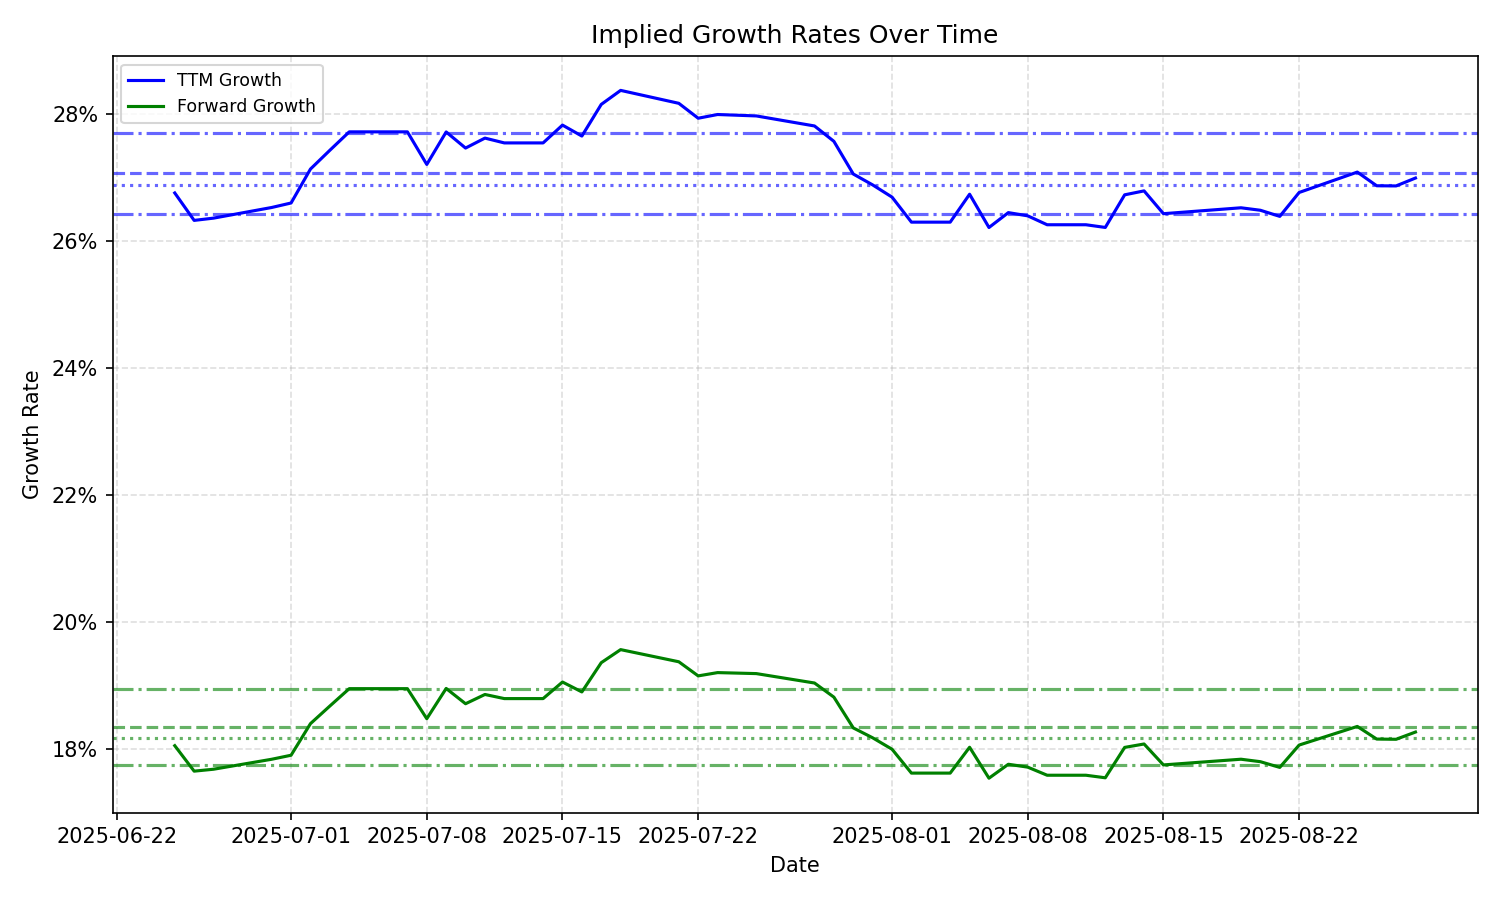 Implied Growth Rates Over Time
TTM Growth
Forward Growth
28%
26%
24%
22%
20%
18%
Growth Rate
2025-06-22 2025-07-01 2025-07-08 2025-07-15 2025-07-22 2025-08-01 2025-08-08 2025-08-15 2025-08-22
Date